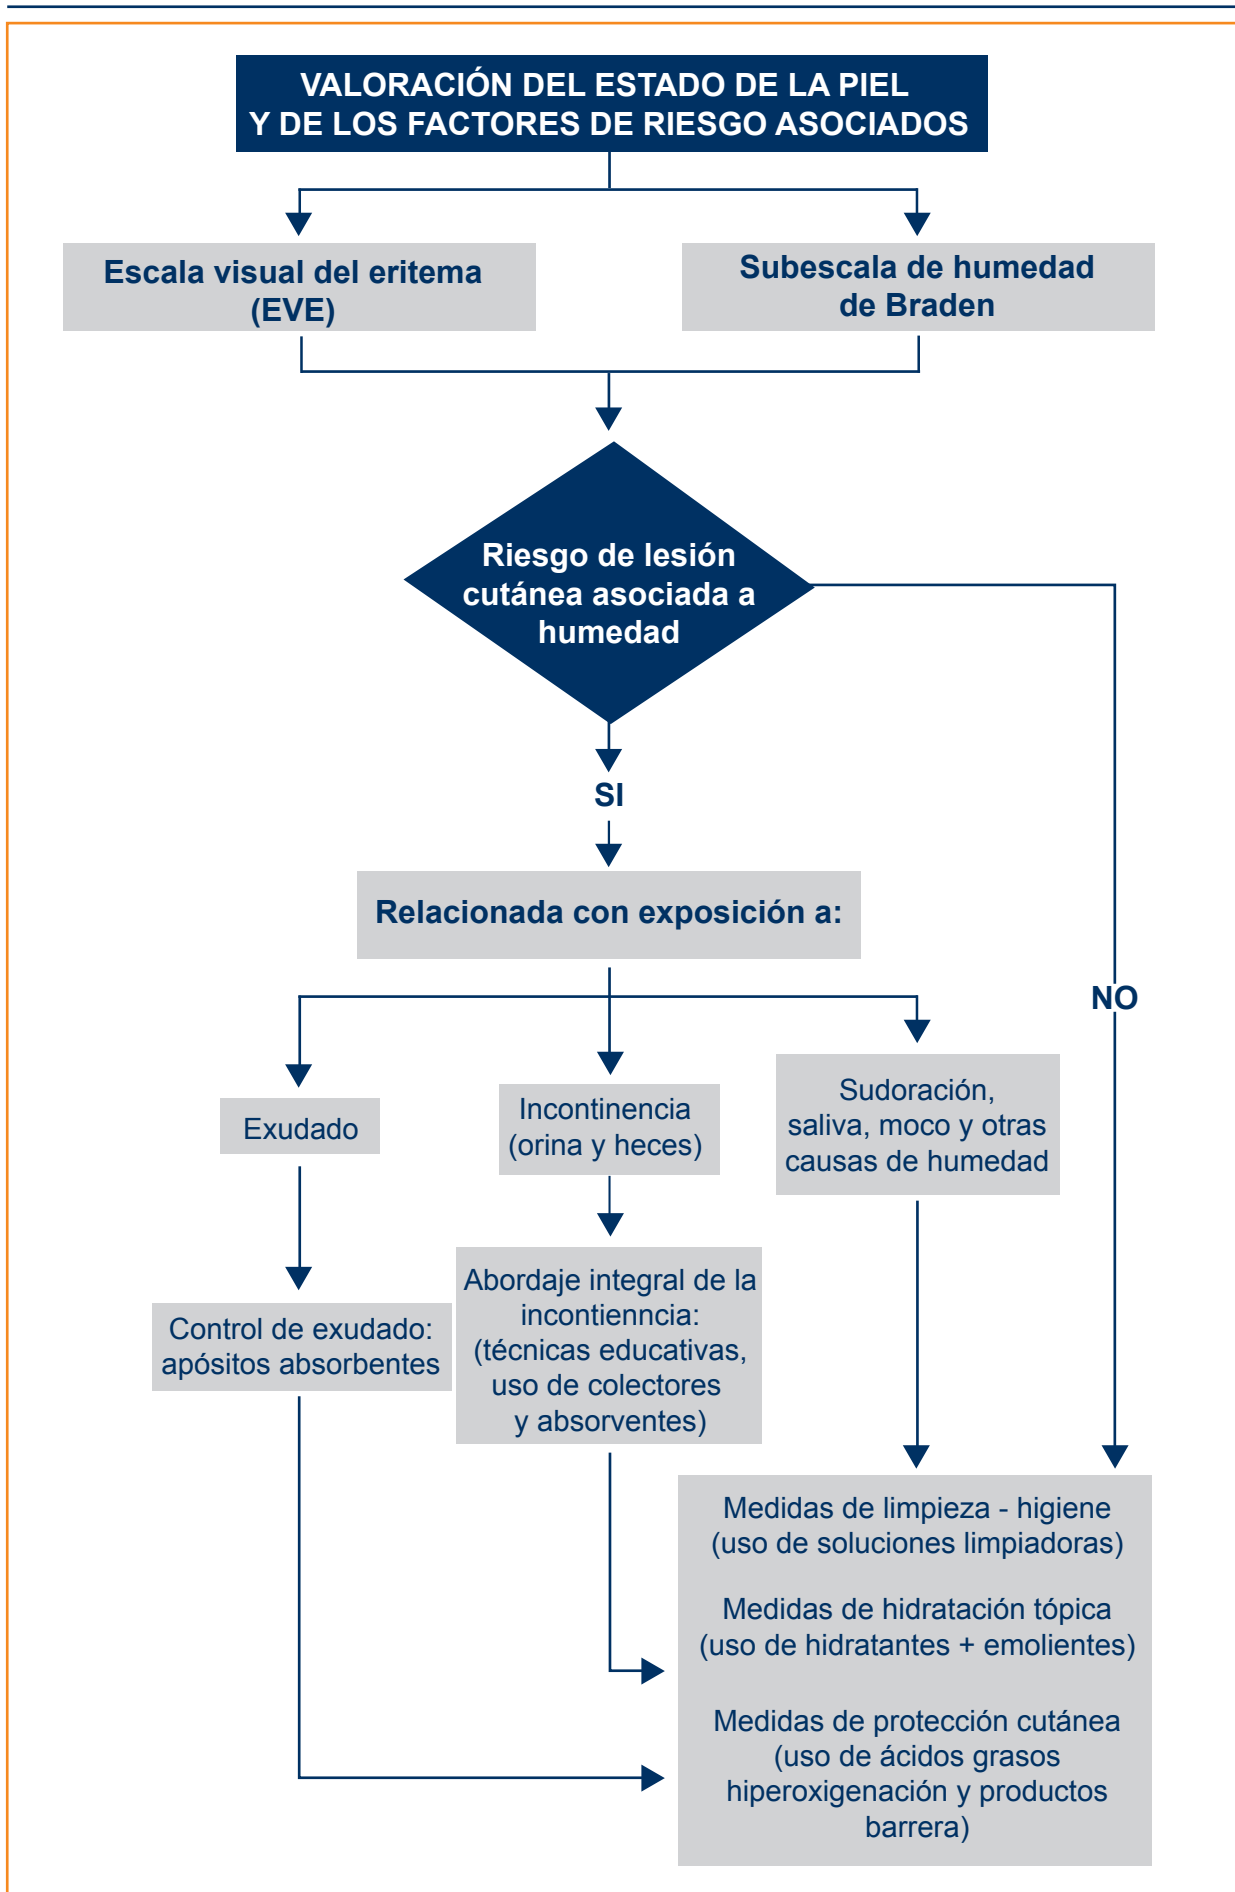 VALORACIÓN DEL ESTADO DE LA PIEL
Y DE LOS FACTORES DE RIESGO ASOCIADOS
Escala visual del eritema
(EVE)
Subescala de humedad
de Braden
Riesgo de lesión
cutánea asociada a
humedad
SI
Relacionada con exposición a:
NO
Exudado
Incontinencia
(orina y heces)
Sudoración,
saliva, moco y otras
causas de humedad
Control de exudado:
apósitos absorbentes
Abordaje integral de la
incontienncia:
(técnicas educativas,
uso de colectores
y absorventes)
Medidas de limpieza - higiene
(uso de soluciones limpiadoras)
Medidas de hidratación tópica
(uso de hidratantes + emolientes)
Medidas de protección cutánea
(uso de ácidos grasos
hiperoxigenación y productos
barrera)